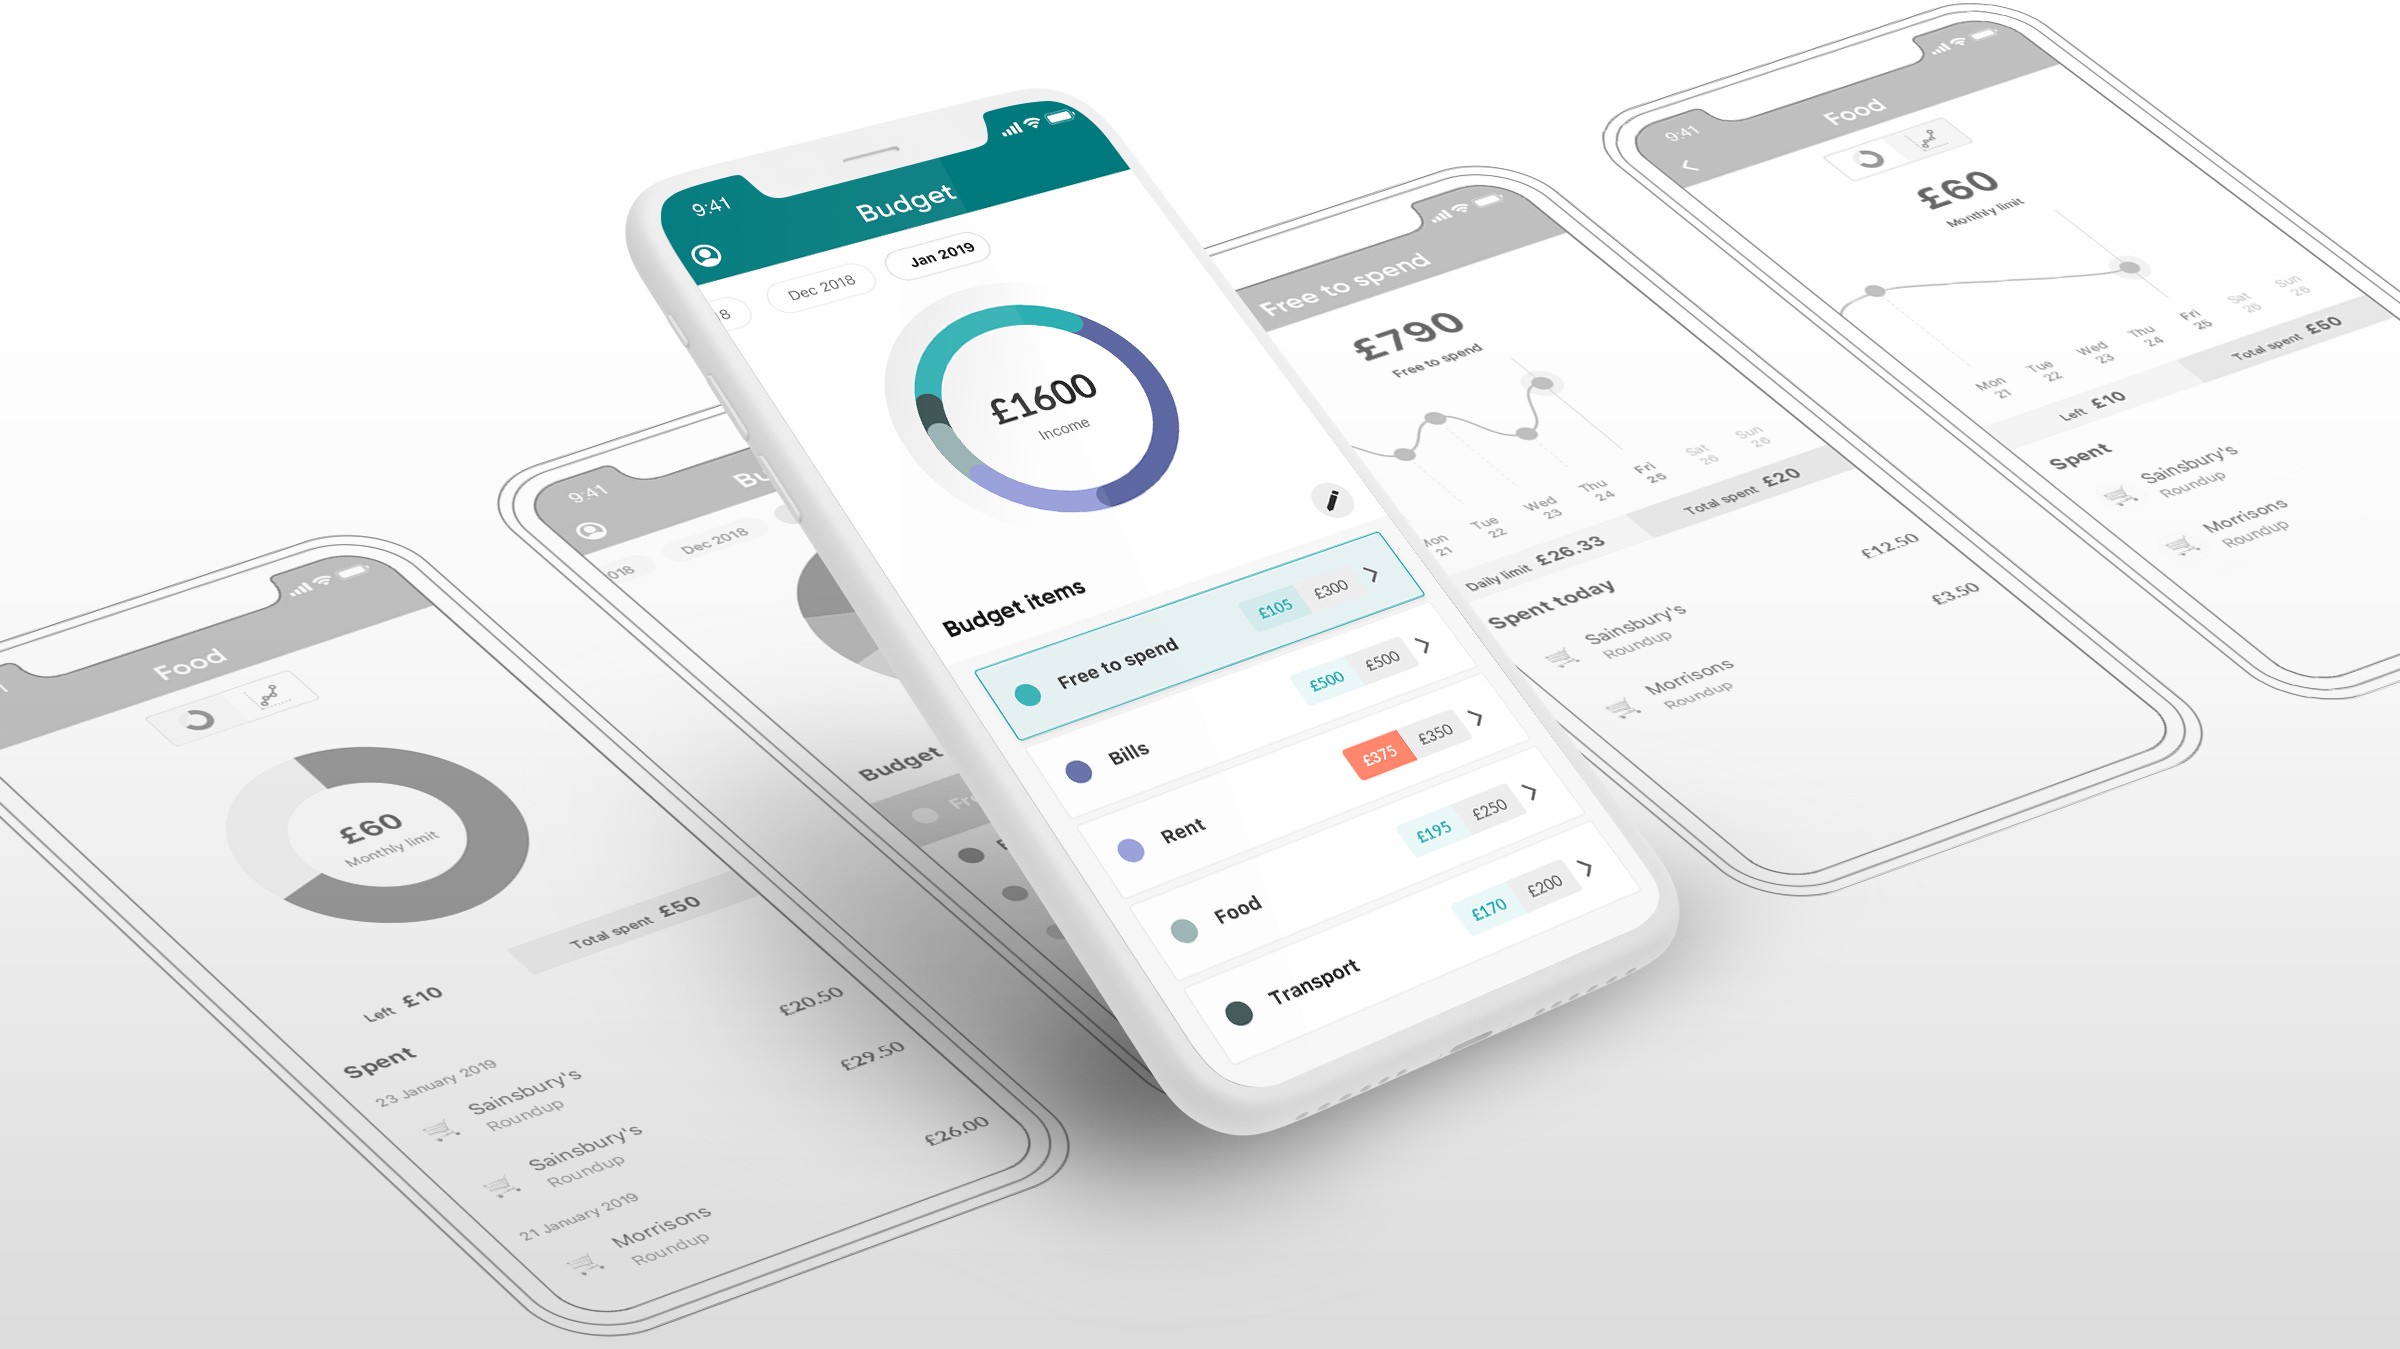 9:41
Budget
8
Dec 2018
Jan 2019
£1600
Income
Budget items
Free to spend £105 £300
Bills £500 £500
Rent £375 £350
Food £195 £250
Transport £170 £200
Food
£60
Monthly limit
Left £10
Total spent £50
Spent
23 January 2019
Sainsbury's £20.50
Roundup
Sainsbury's £29.50
Roundup
21 January 2019
Morrisons £26.00
Roundup
9:41
018
Dec 2018
Budget
Free to spend
£790
Free to spend
Tue Wed Thu Fri Sat Sun
21 22 23 24 25 26 26
Daily limit £26.33
Total spent £20
Spent today
Sainsbury's £12.50
Roundup
Morrisons £3.50
Roundup
9:41
Food
£60
Monthly limit
Mon Tue Wed Thu Fri Sat Sun
21 22 23 24 25 26 26
Left £10
Total spent £50
Spent
Sainsbury's
Roundup
Morrisons
Roundup